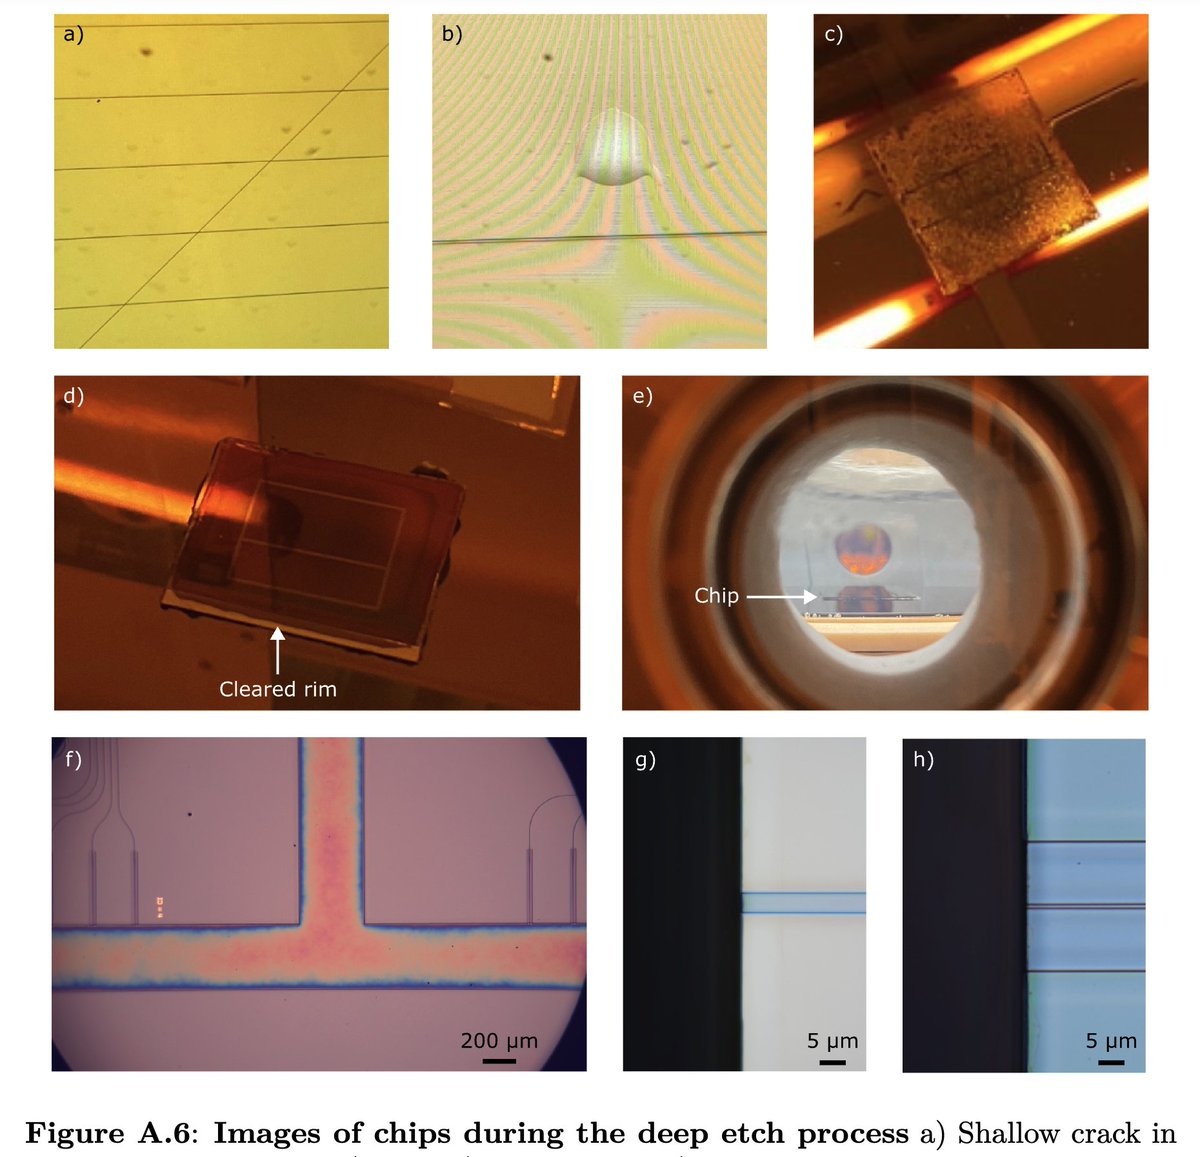 a)
b)
c)
d)
Cleared rim
e)
Chip
f)
200 µm
g)
5 µm
h)
5 µm
Figure A.6: Images of chips during the deep etch process a) Shallow crack in